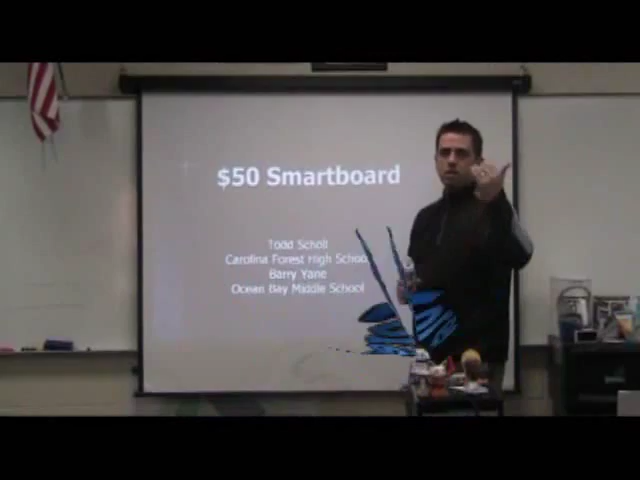 $50 Smartboard
Todd Scholl
Carolina Forest High School
Barry Yane
Ocean Bay Middle School